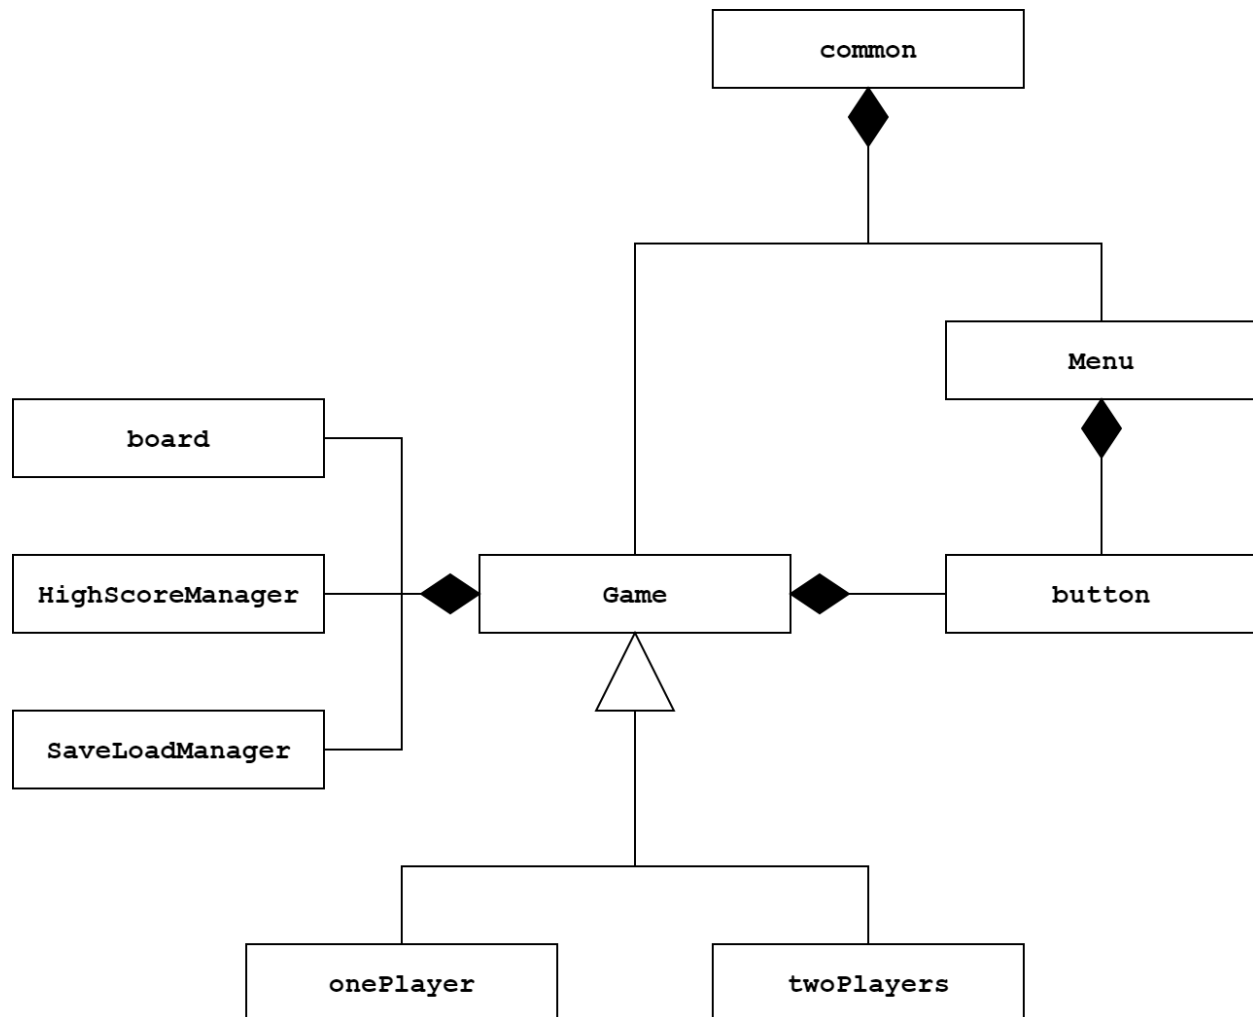 common
Menu
board
HighScoreManager
Game
button
SaveLoadManager
onePlayer
twoPlayers